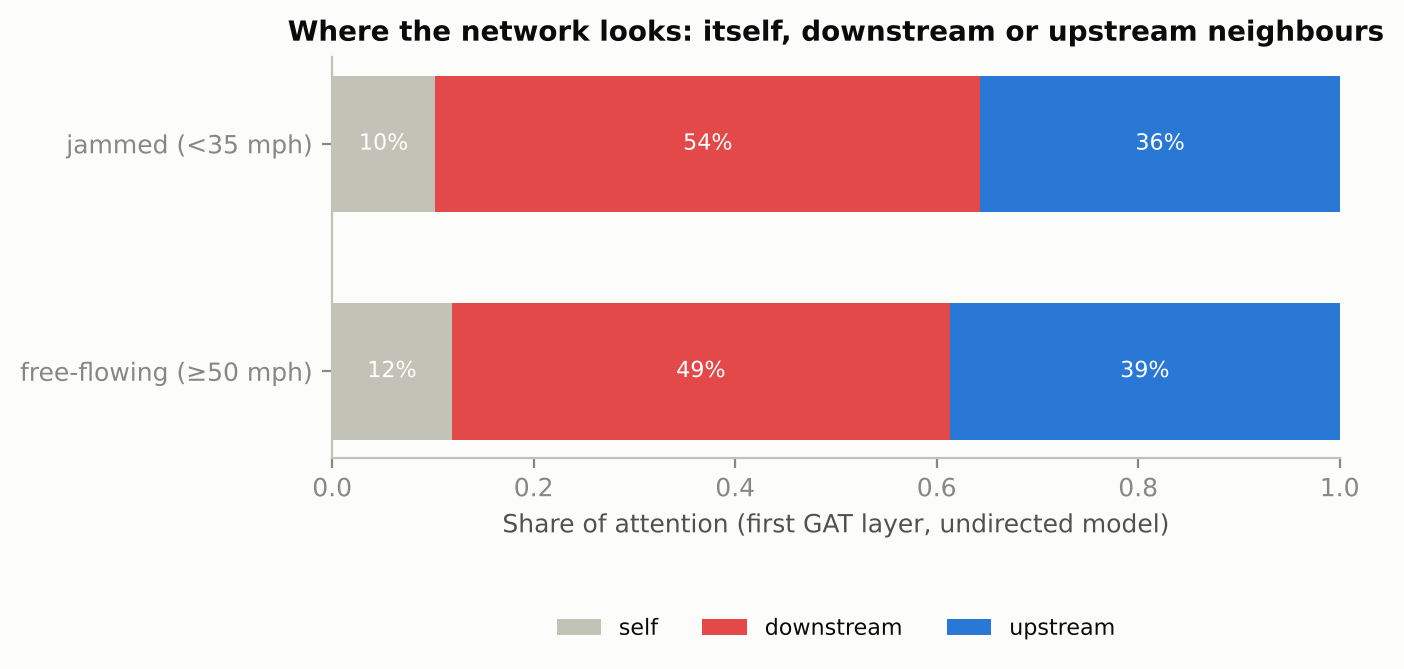 Where the network looks: itself, downstream or upstream neighbours
jammed (<35 mph)
10%
54%
36%
free-flowing (≥50 mph)
12%
49%
39%
0.0
0.2
0.4
0.6
0.8
1.0
Share of attention (first GAT layer, undirected model)
self
downstream
upstream